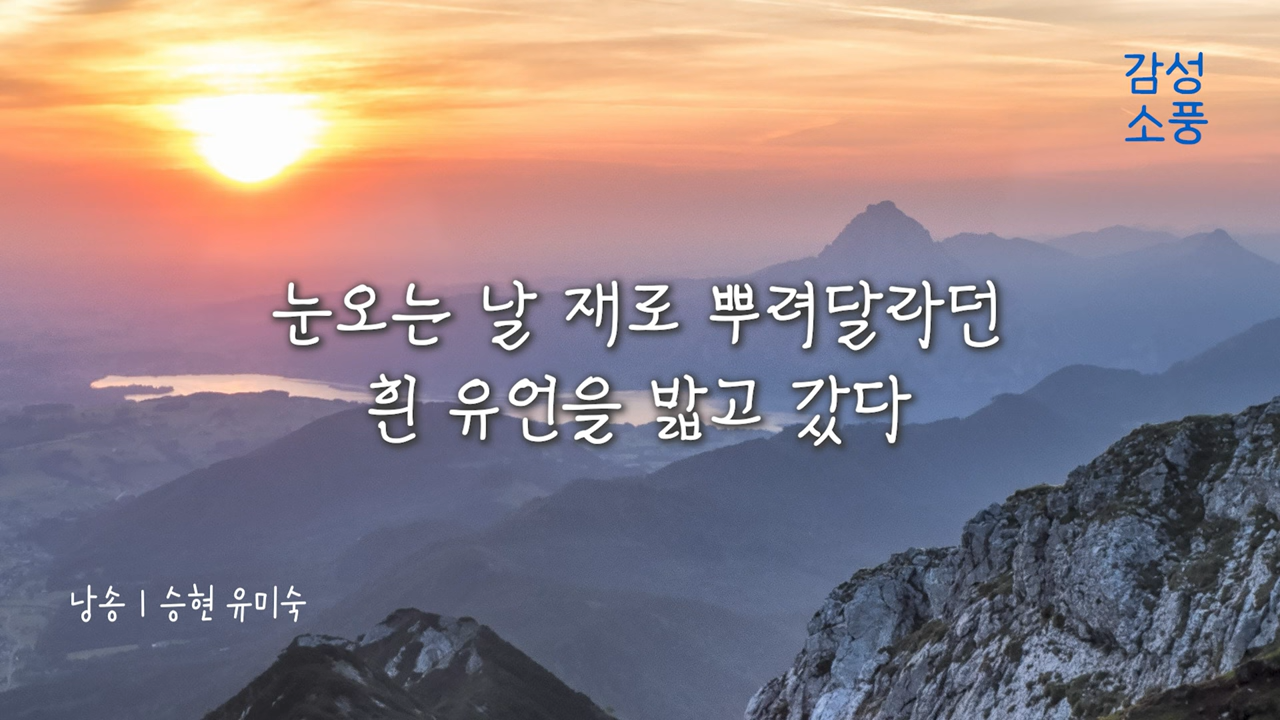 감성
소풍
눈오는 날 재로 뿌려달라던
흰 유언을 밟고 갔다
낭송 | 승현 유미숙